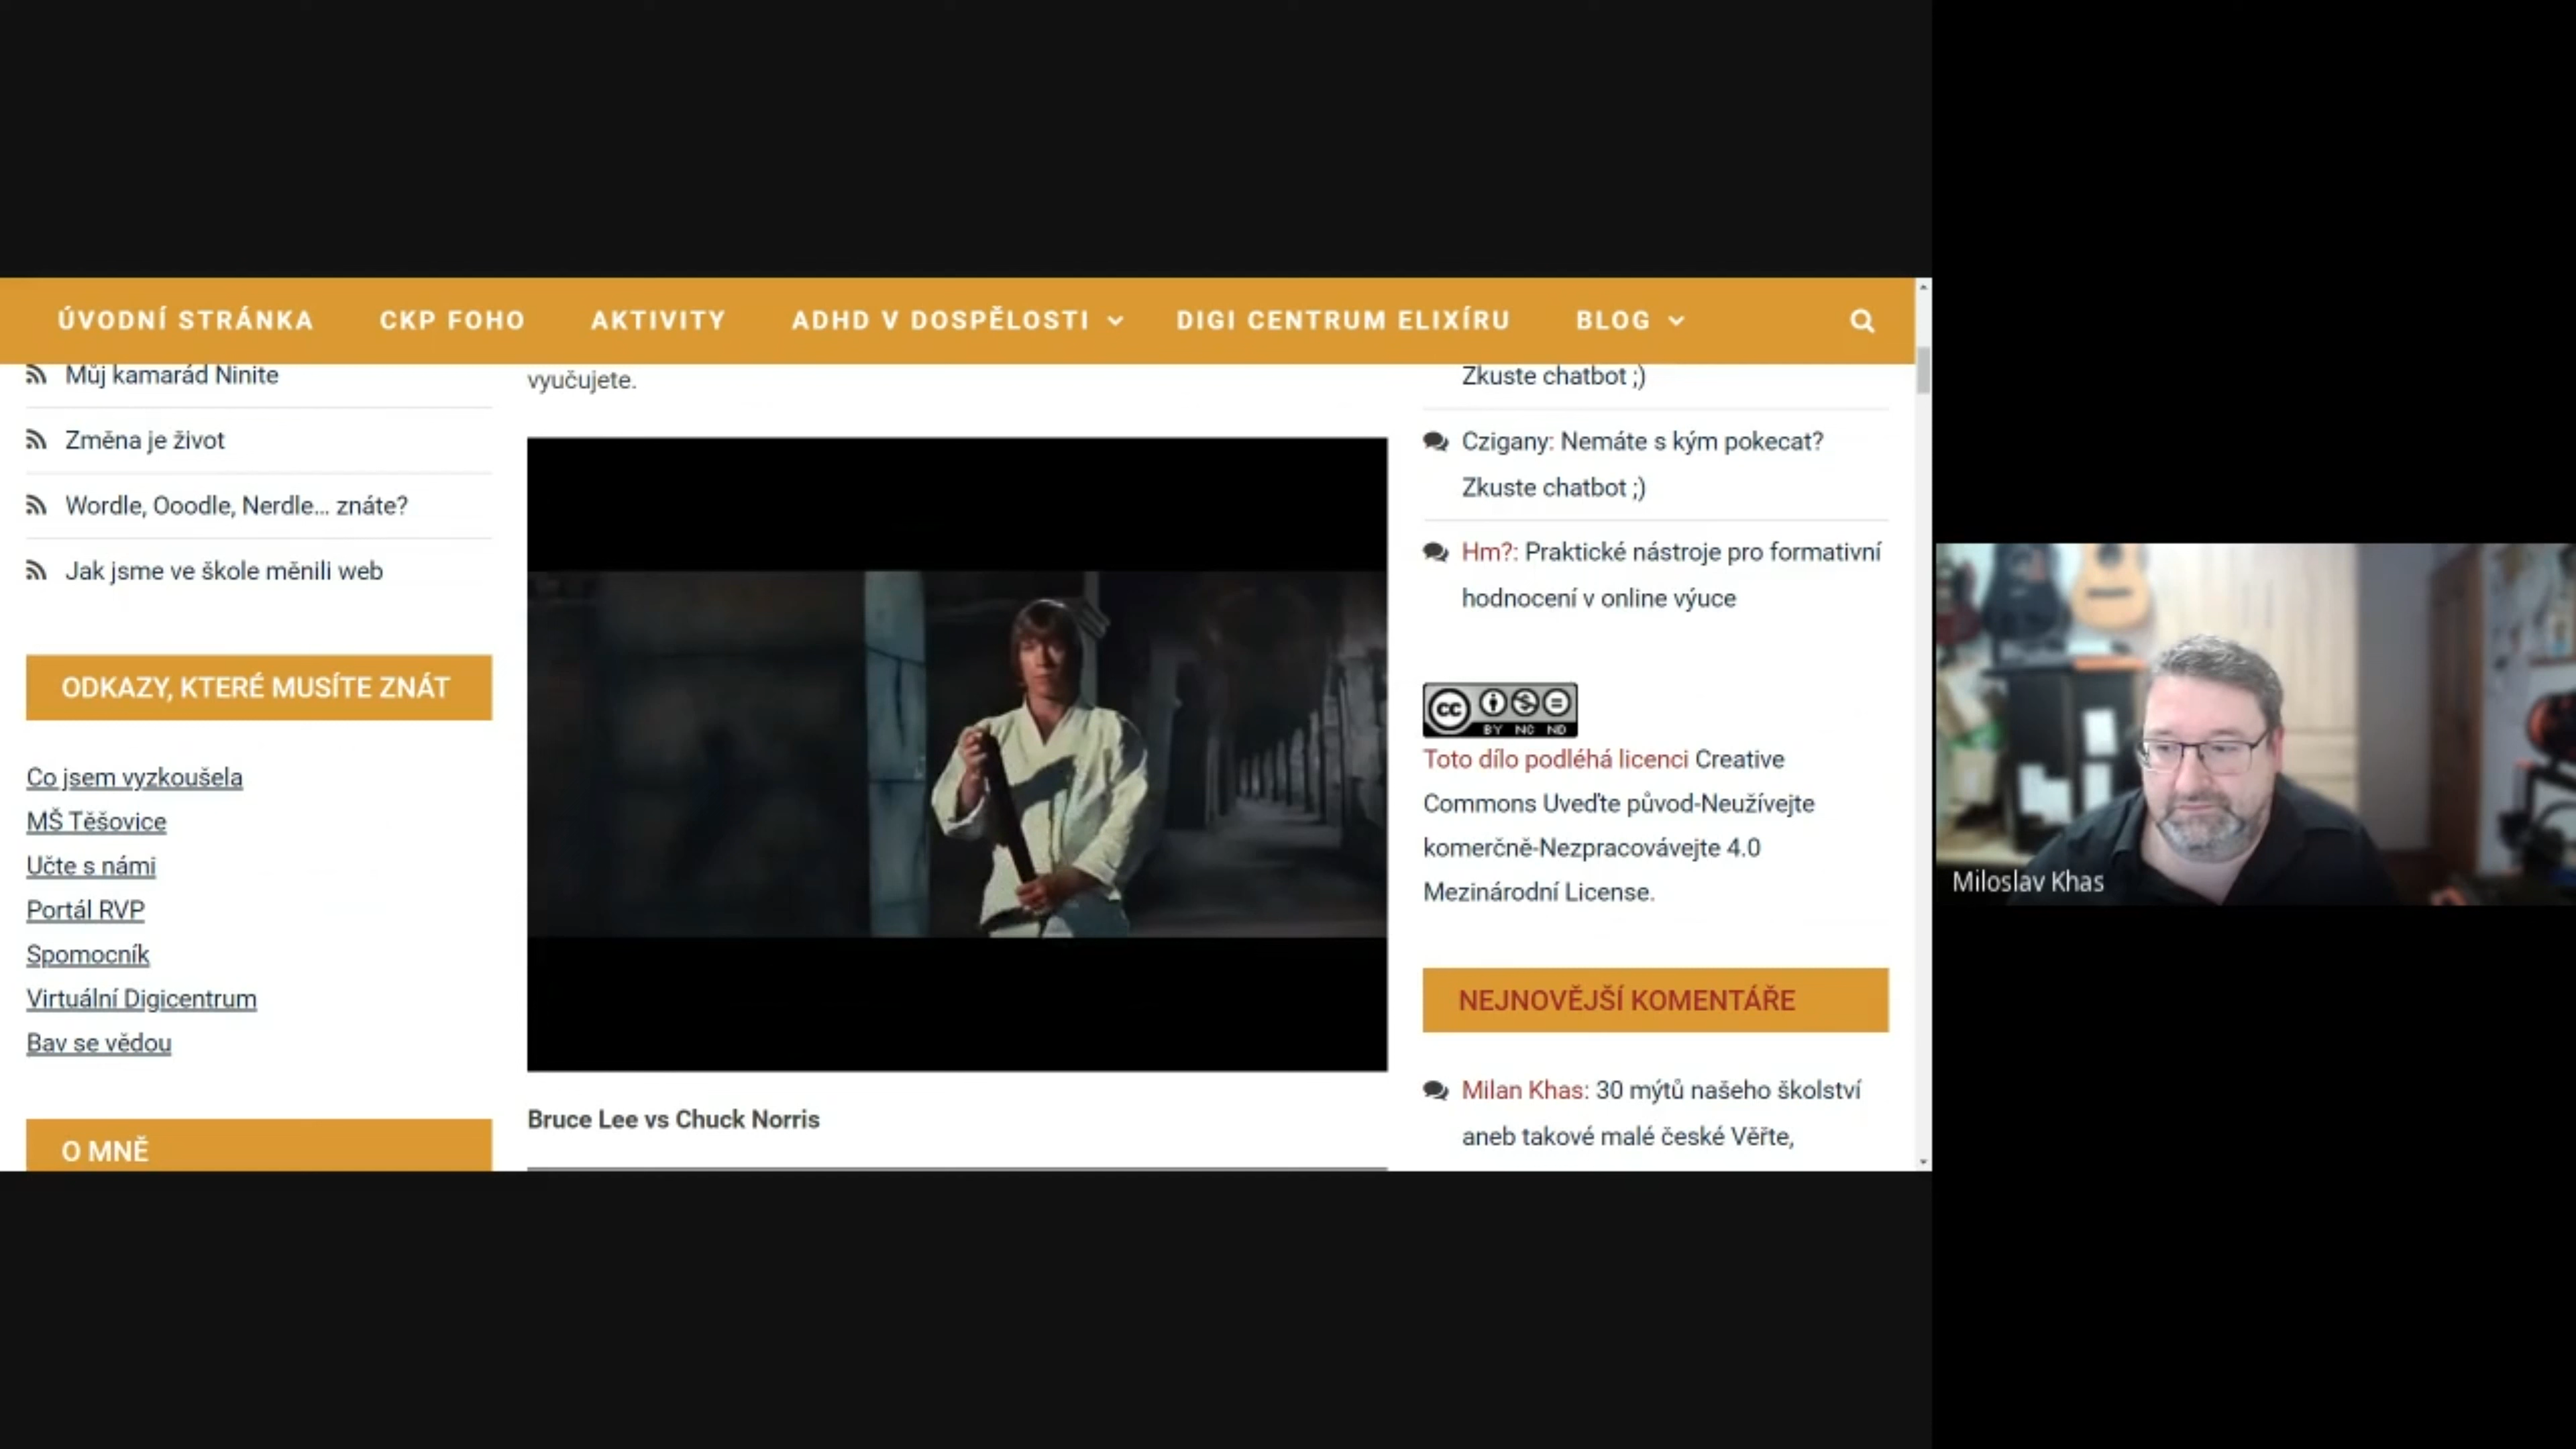 ÚVODNÍ STRÁNKA CKP FOHO AKTIVITY ADHD V DOSPĚLOSTI DIGI CENTRUM ELIXÍRU BLOG
Můj kamarád Ninite
Změna je život
Wordle, Ooodle, Nerdle... znáte?
Jak jsme ve škole měnili web
ODKAZY, KTERÉ MUSÍTE ZNÁT
Co jsem vyzkoušela
MŠ Těšovice
Učte s námi
Portál RVP
Spomocník
Virtuální Digicentrum
Bav se vědou
O MNĚ
vyučujete.
Bruce Lee vs Chuck Norris
Zkuste chatbot ;)
Czigany: Nemáte s kým pokecat?
Zkuste chatbot ;)
Hm?: Praktické nástroje pro formativní
hodnocení v online výuce
cc BY NC ND
Toto dílo podléhá licenci Creative
Commons Uveďte původ-Neužívejte
komerčně-Nezpracovávejte 4.0
Mezinárodní License.
NEJNOVĚJŠÍ KOMENTÁŘE
Milan Khas: 30 mýtů našeho školství
aneb takové malé české Věřte,
Miloslav Khas